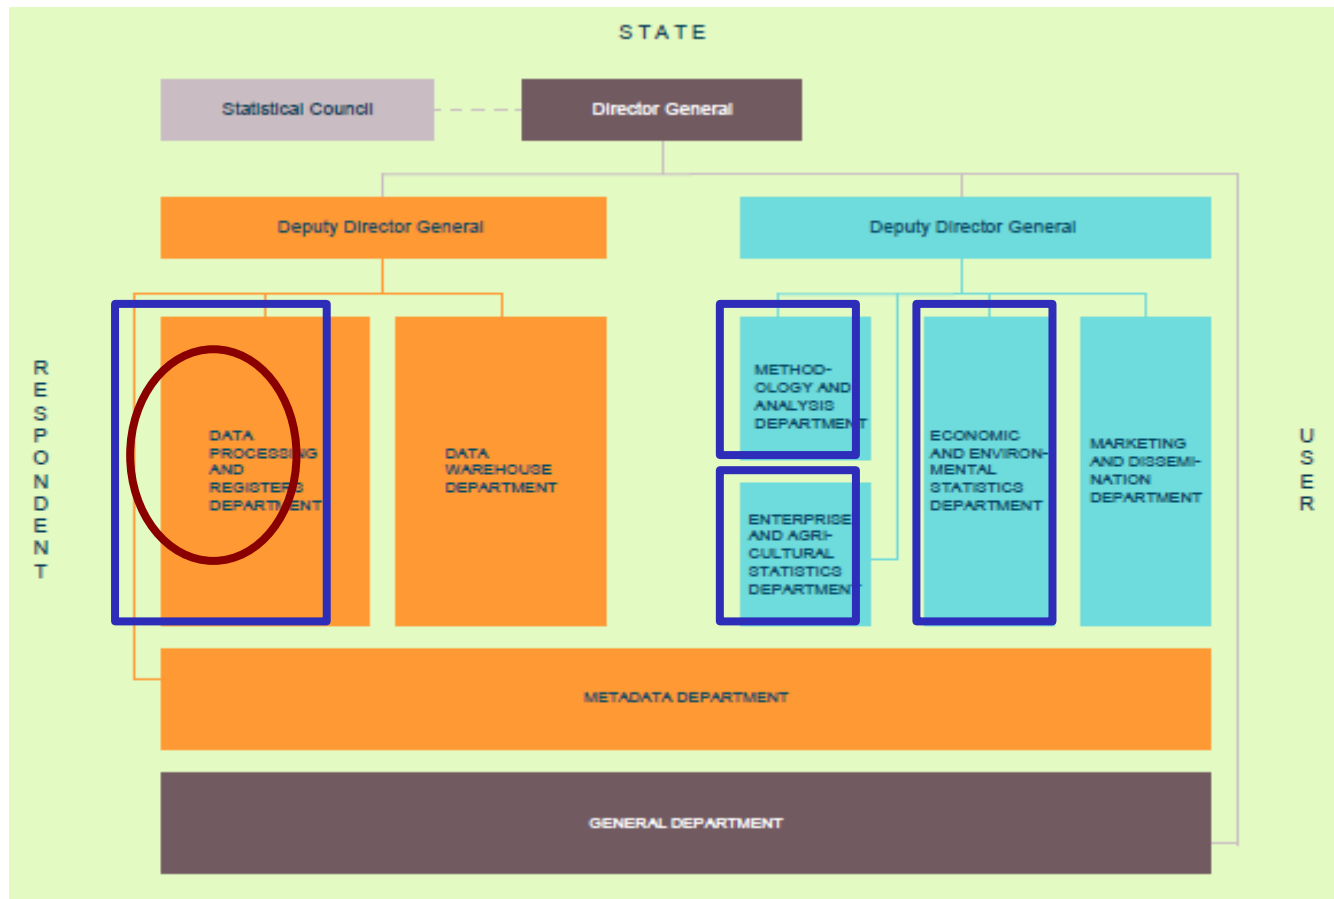 STATE
Statistical Council
Director General
Deputy Director General
Deputy Director General
RESPONDENT
DATA
PROCESSING
AND
REGISTERS
DEPARTMENT
DATA
WAREHOUSE
DEPARTMENT
METHOD-
OLOGY AND
ANALYSIS
DEPARTMENT
ENTERPRISE
AND AGRI-
CULTURAL
STATISTICS
DEPARTMENT
ECONOMIC
AND ENVIRON-
MENTAL
STATISTICS
DEPARTMENT
MARKETING
AND DISSEMI-
NATION
DEPARTMENT
USER
METADATA DEPARTMENT
GENERAL DEPARTMENT